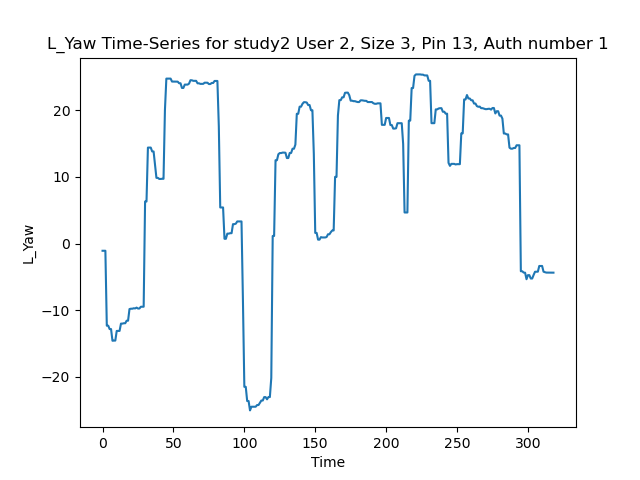 L_Yaw Time-Series for study2 User 2, Size 3, Pin 13, Auth number 1
20
10
0
−10
−20
L_Yaw
0 50 100 150 200 250 300
Time